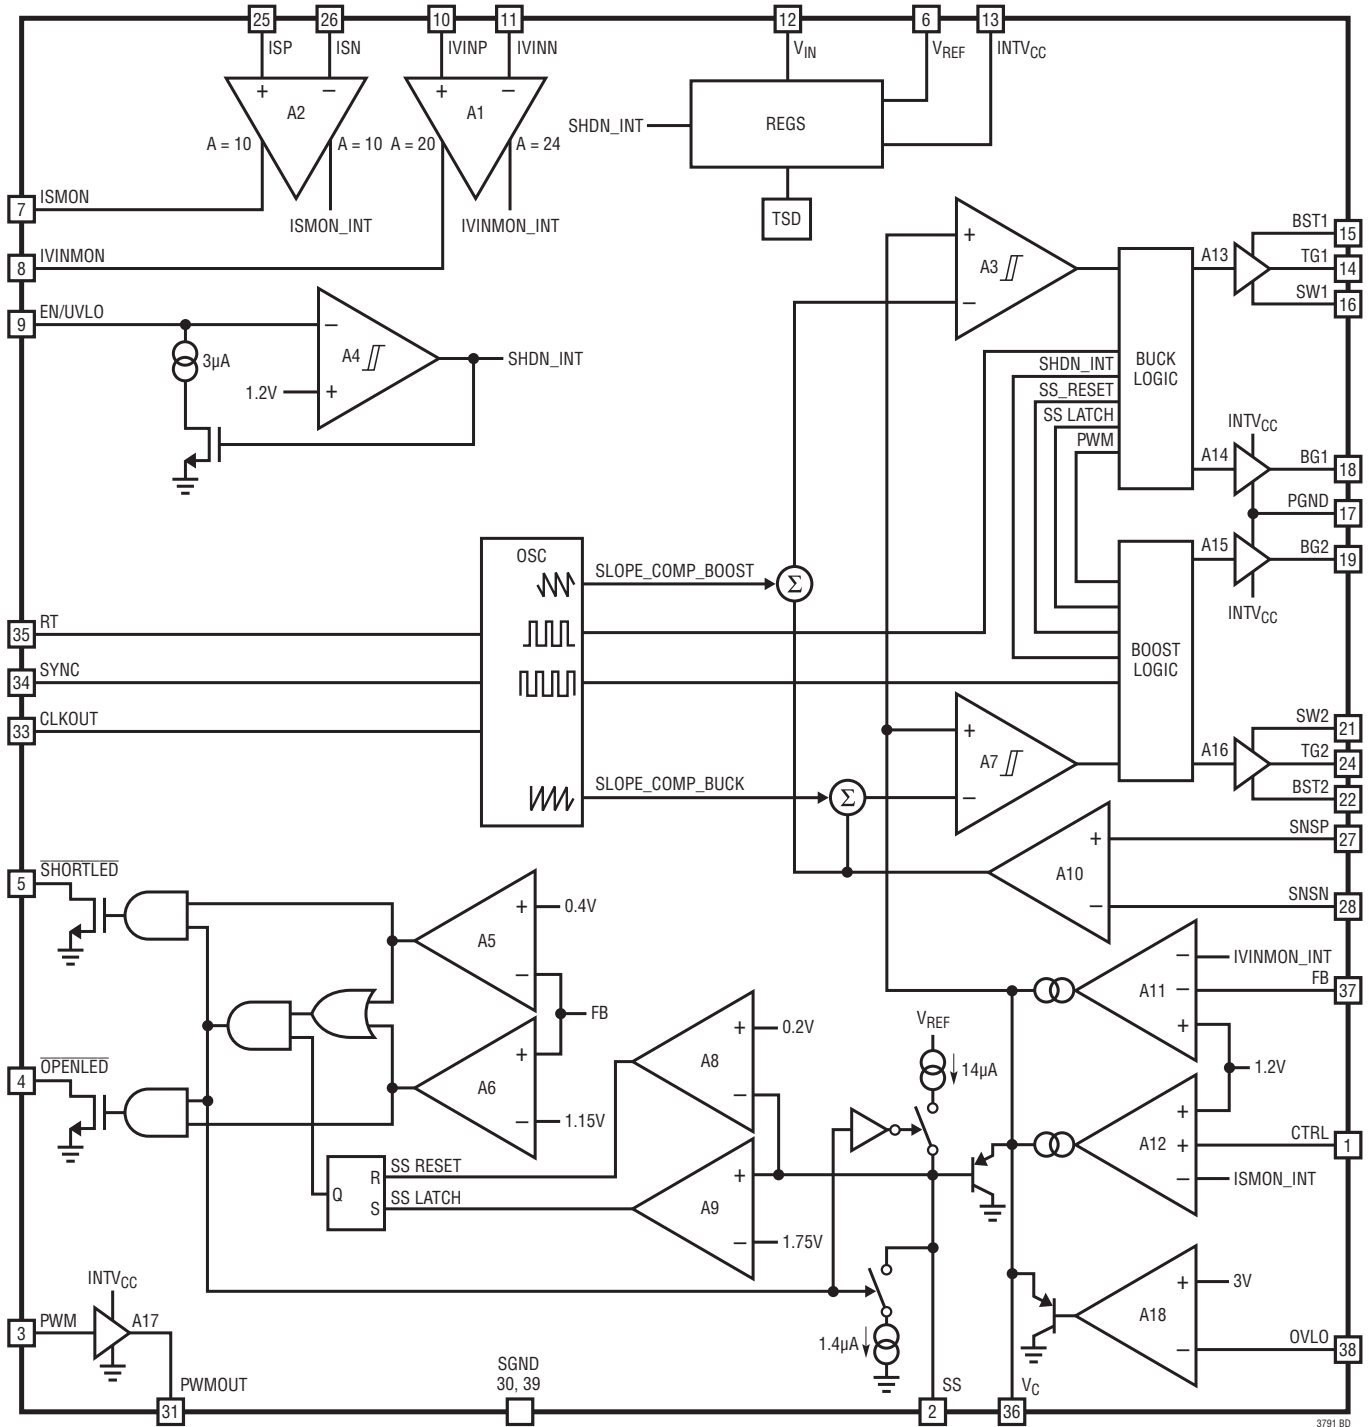 25 26 10 11 12 6 13
ISP ISN IVINP IVINN VIN VREF INTVCC
+ − + −
A2 A1
A = 10 A = 10 A = 20 A = 24
SHDN_INT REGS
7 ISMON
ISMON_INT IVINMON_INT
TSD
8 IVINMON
+ A3 −
A13 BST1 15
TG1 14
SW1 16
9 EN/UVLO
3µA
− A4 +
1.2V
SHDN_INT
BUCK
LOGIC
SHDN_INT
SS_RESET
SS LATCH
PWM
INTVCC
A14 BG1 18
PGND 17
A15 BG2 19
INTVCC
OSC
SLOPE_COMP_BOOST Σ
35 RT
34 SYNC
33 CLKOUT
BOOST
LOGIC
SLOPE_COMP_BUCK Σ
+ A7 −
A16 SW2 21
TG2 24
BST2 22
SNSP 27
+ A10 −
SNSN 28
5 SHORTLED
+ 0.4V
A5
−
FB
+
A6
− 1.15V
4 OPENLED
− IVINMON_INT
A11 − FB 37
+
1.2V
+ 0.2V
A8
−
VREF
14µA
+
A12 + CTRL 1
− ISMON_INT
SS RESET
R
Q
S
SS LATCH
+
A9
− 1.75V
1.4µA
+ 3V
A18
− OVLO 38
INTVCC
3 PWM A17
PWMOUT
31
SGND
30, 39
SS
2
VC
36
3791 BD